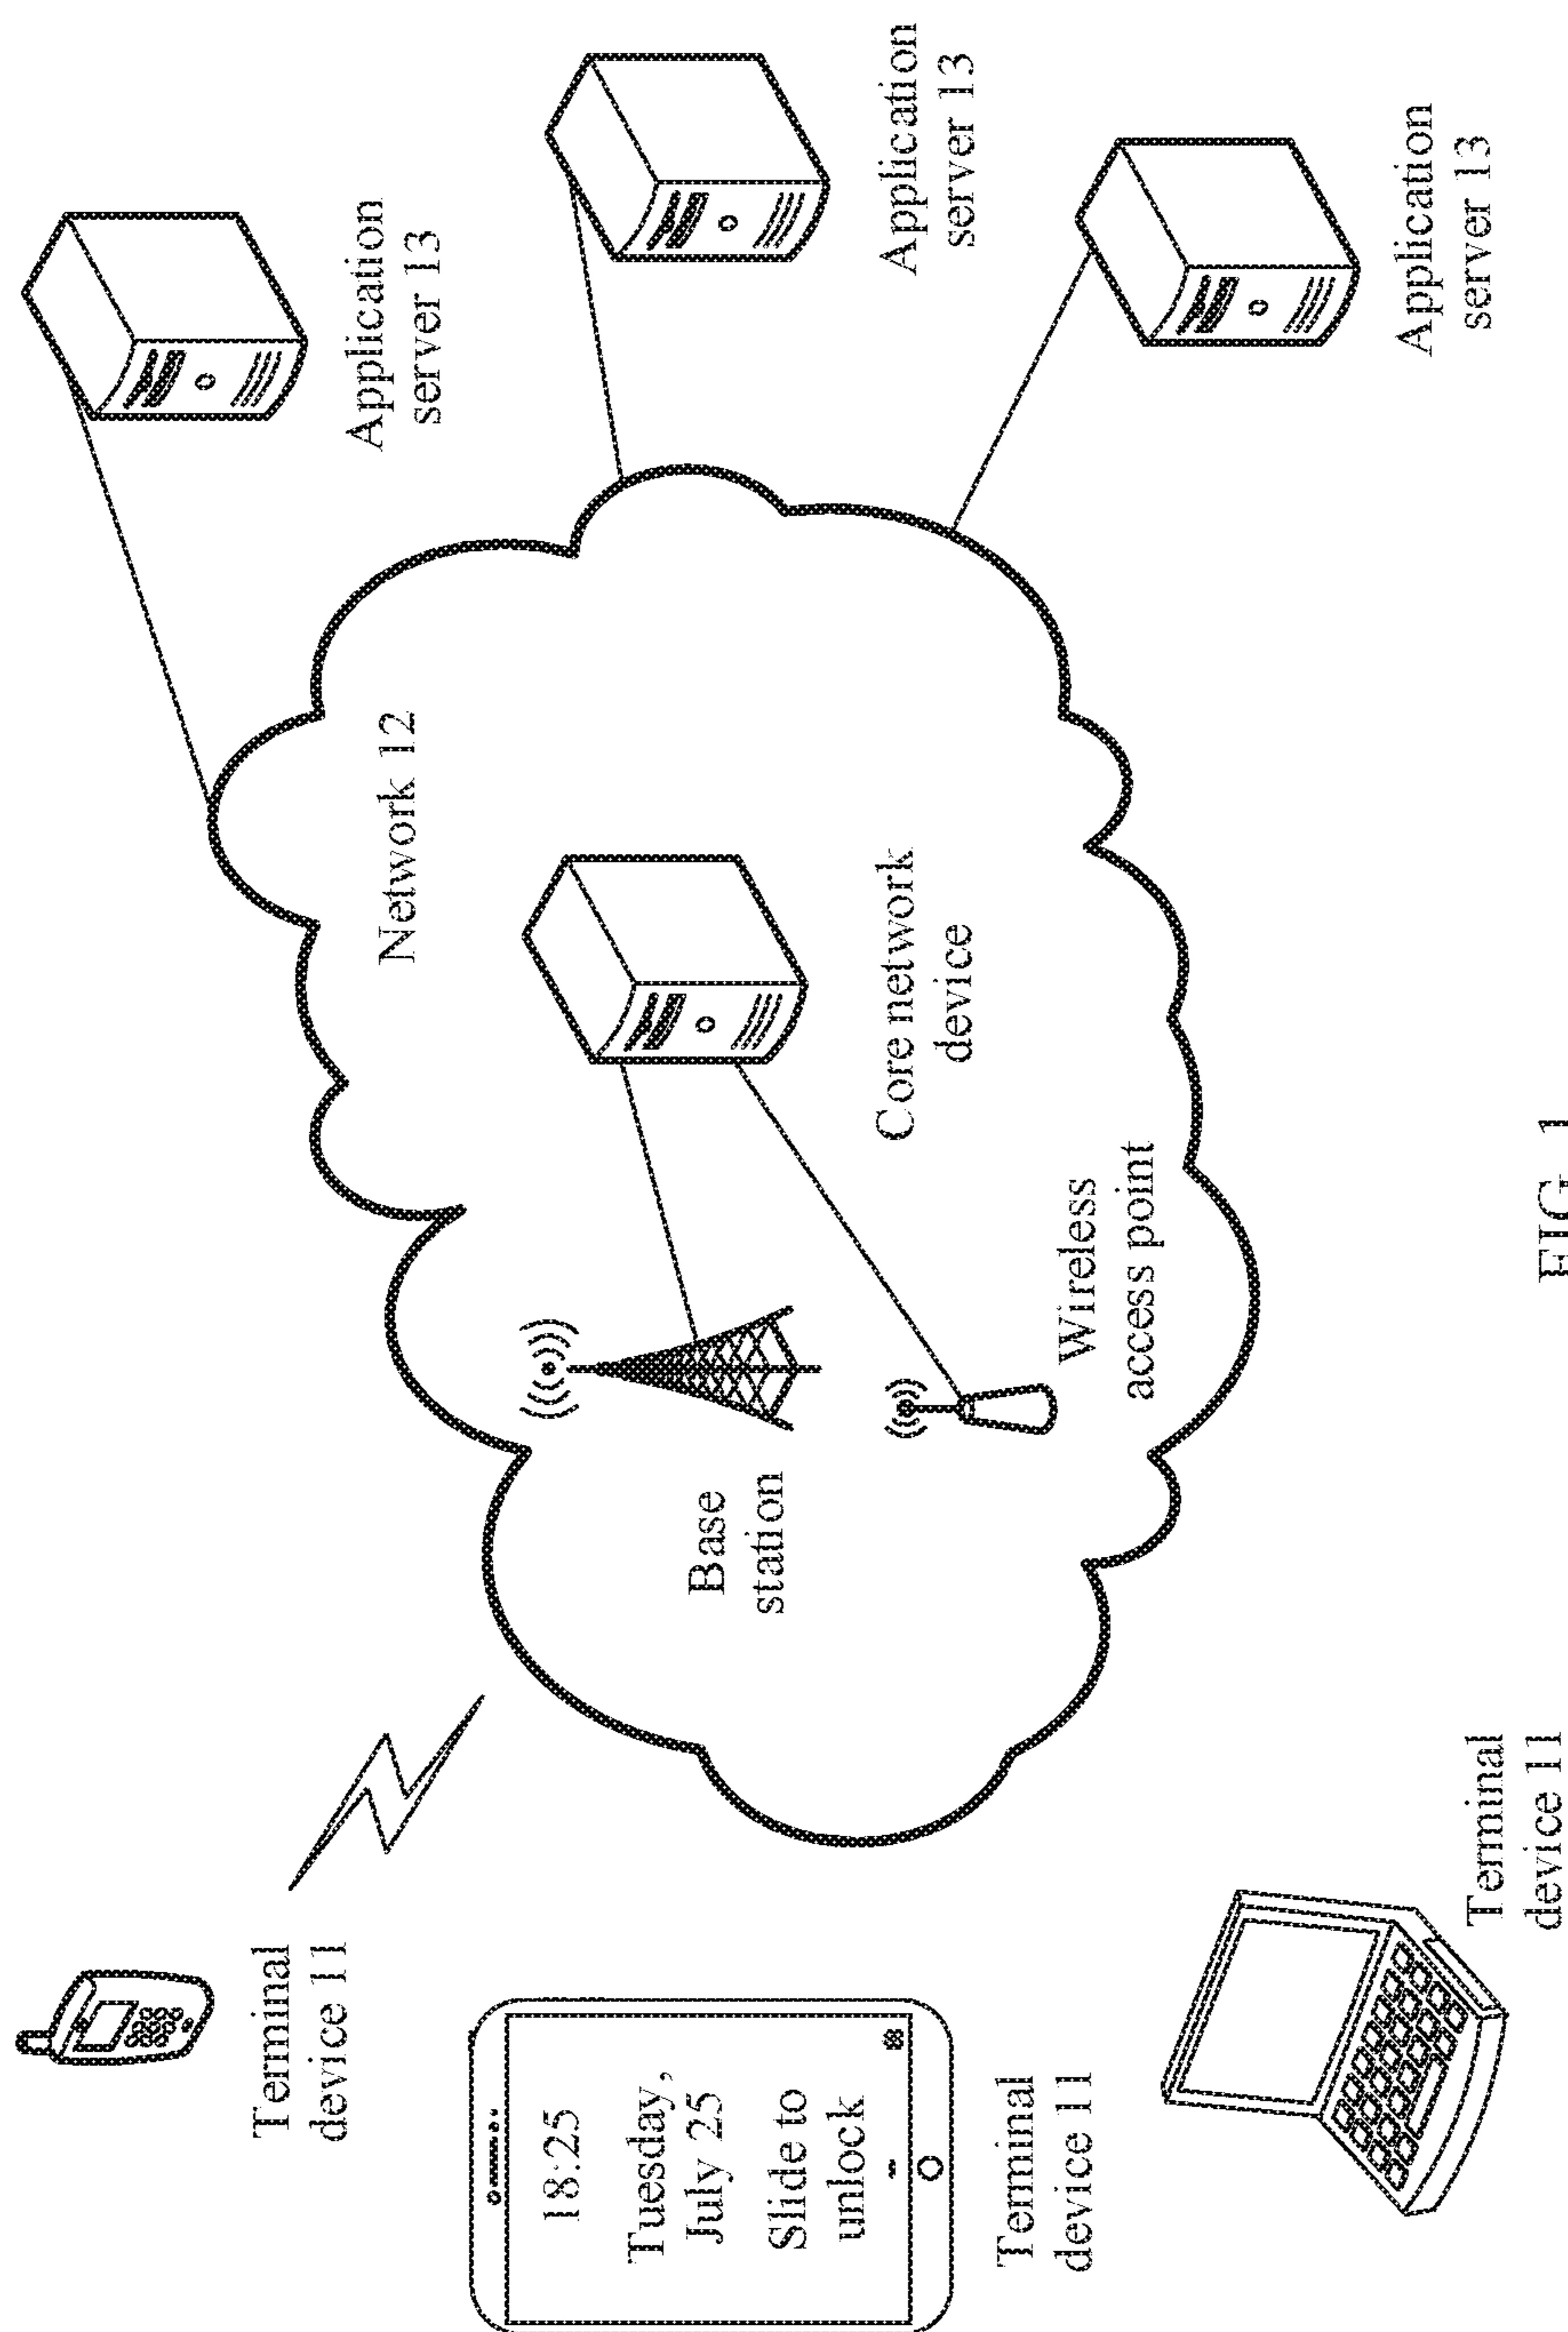 Terminal
device 11
18:25
Tuesday,
July 25
Slide to
unlock
Terminal
device 11
Terminal
device 11
Network 12
Base
station
Wireless
access point
Core network
device
Application
server 13
Application
server 13
Application
server 13
FIG. 1